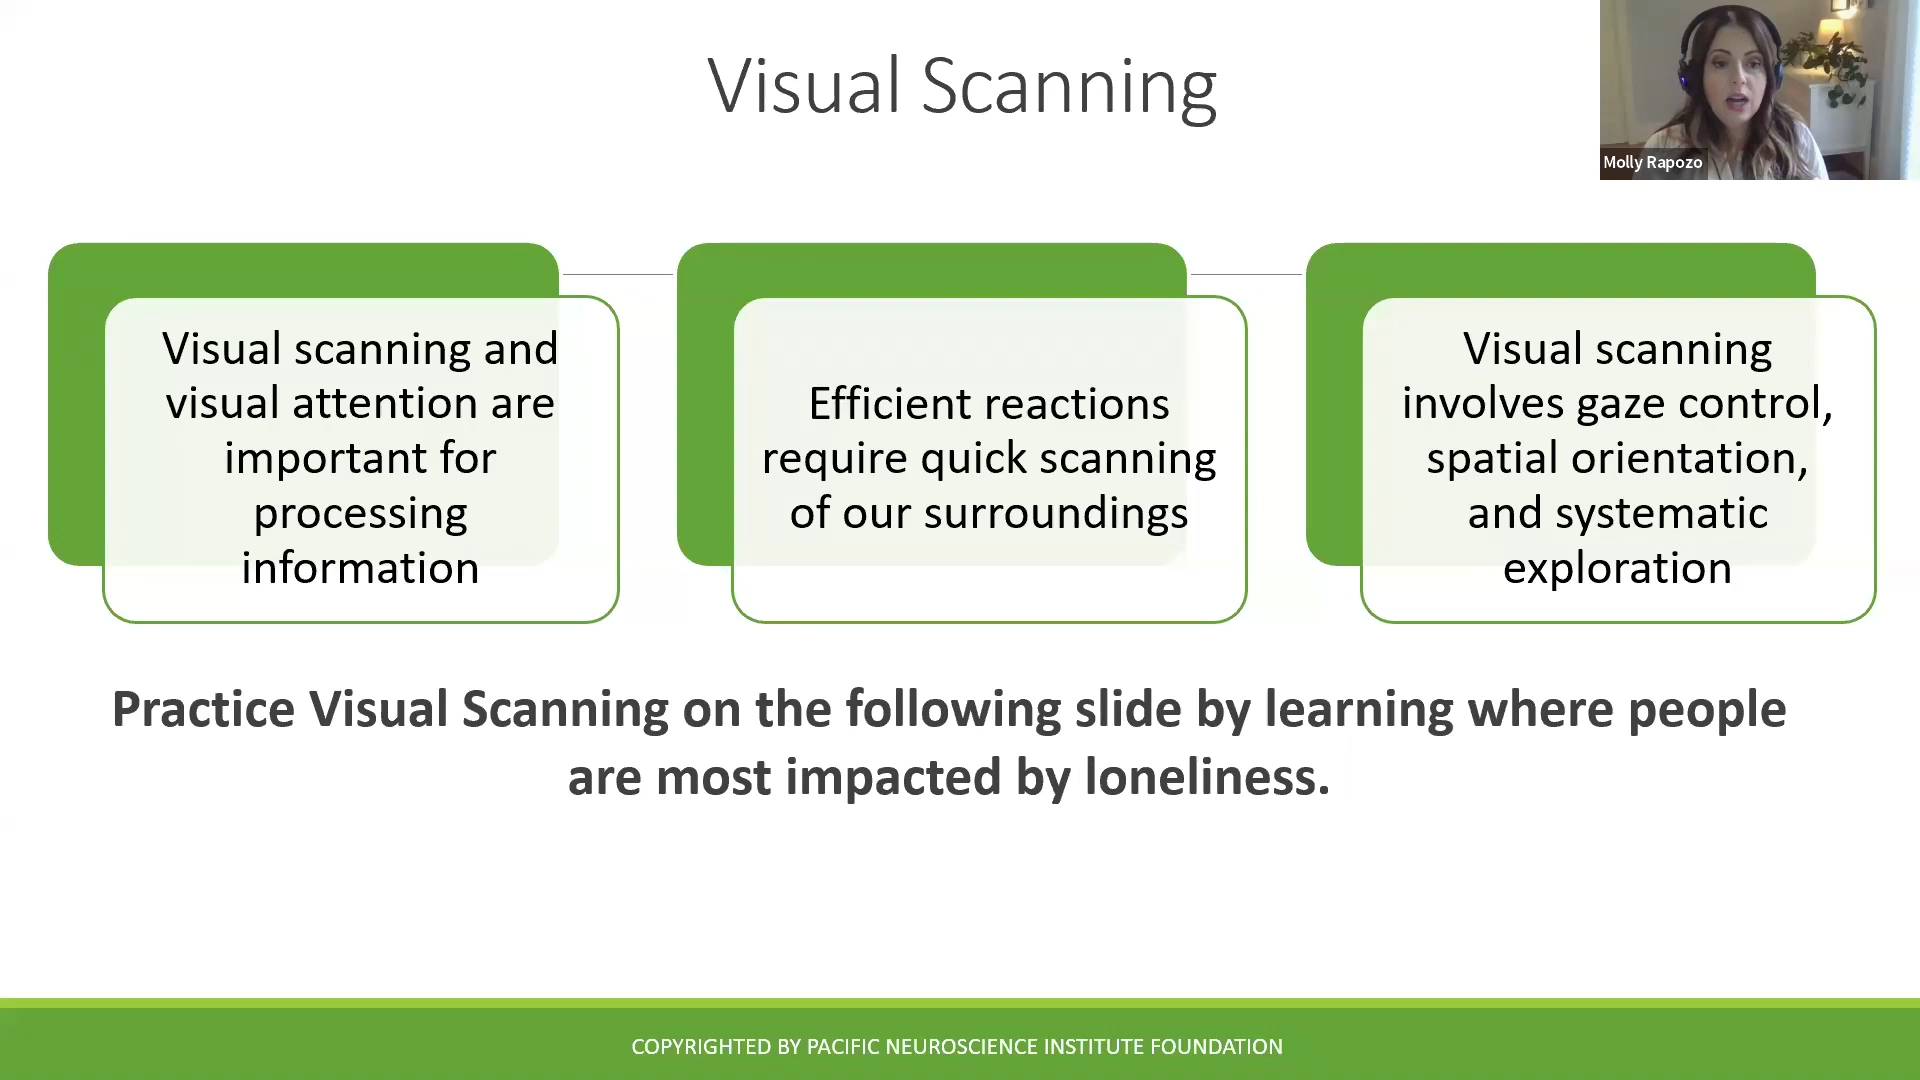 Visual Scanning
Molly Rapozo
Visual scanning and
visual attention are
important for
processing
information
Efficient reactions
require quick scanning
of our surroundings
Visual scanning
involves gaze control,
spatial orientation,
and systematic
exploration
Practice Visual Scanning on the following slide by learning where people
are most impacted by loneliness.
COPYRIGHTED BY PACIFIC NEUROSCIENCE INSTITUTE FOUNDATION